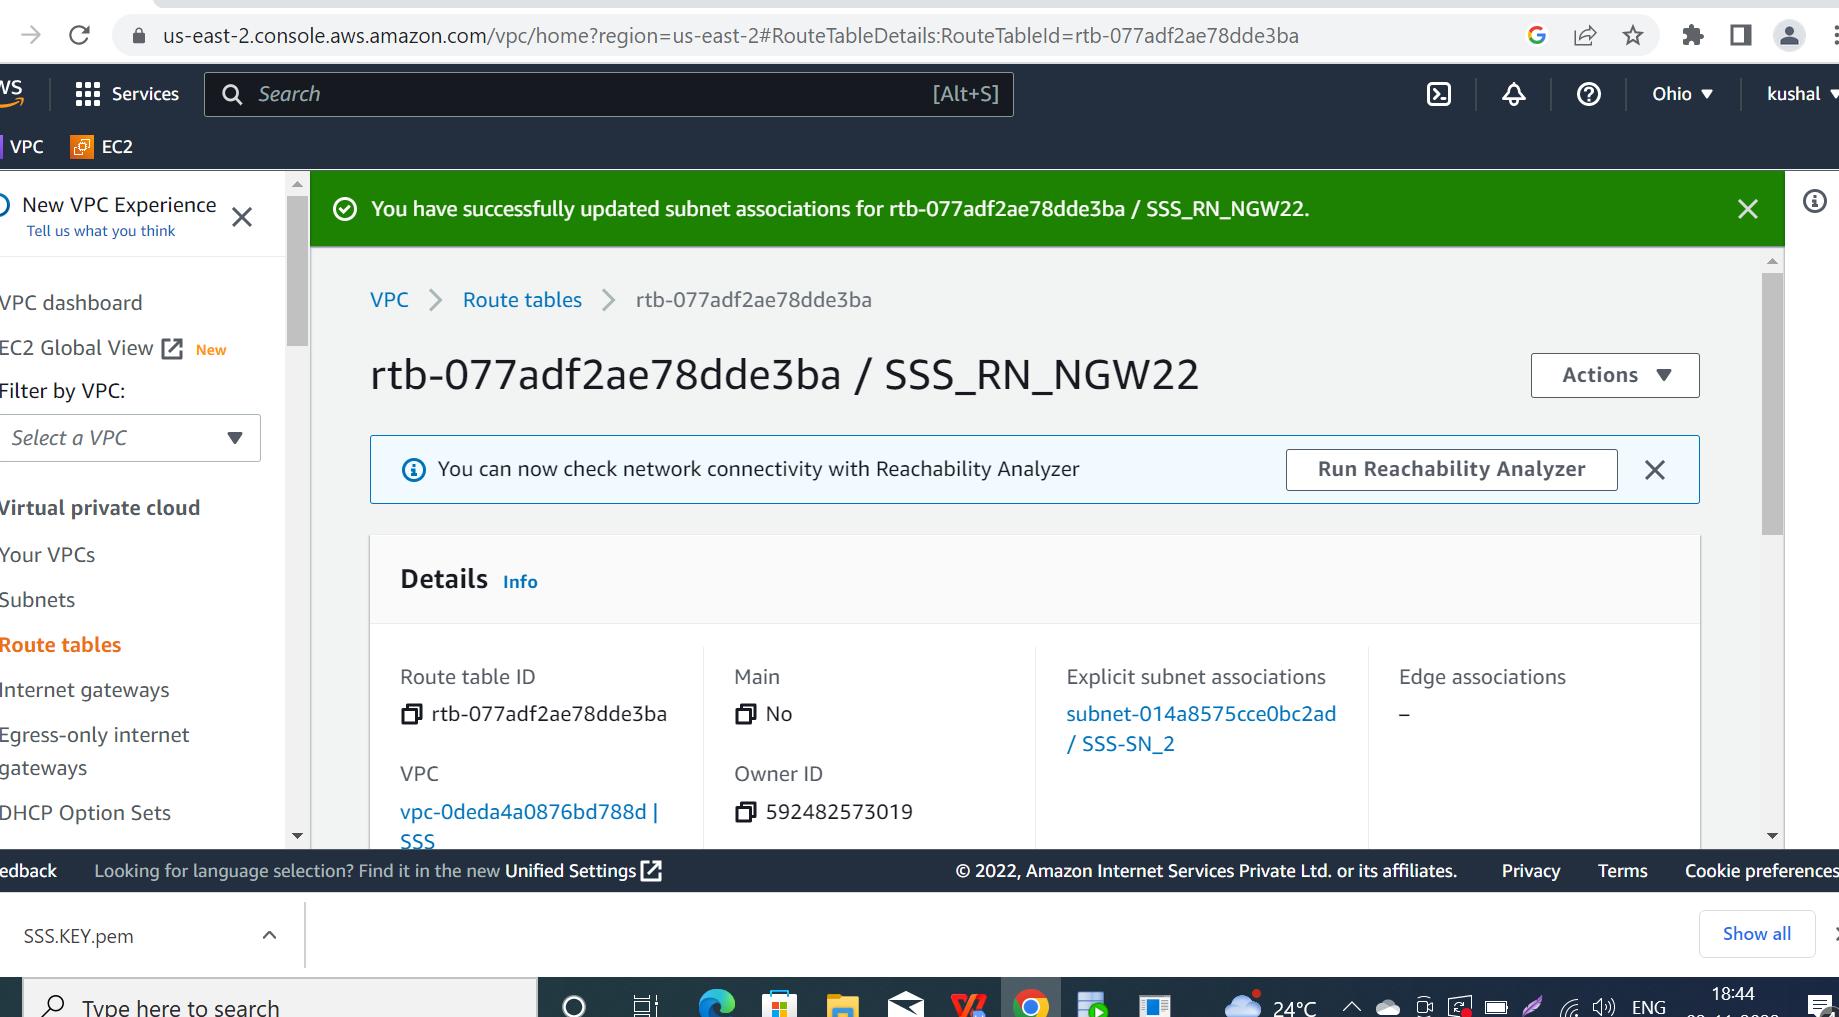 us-east-2.console.aws.amazon.com/vpc/home?region=us-east-2#RouteTableDetails:RouteTableId=rtb-077adf2ae78dde3ba
Services
Search
[Alt+S]
Ohio
kushal
VPC
EC2
New VPC Experience
Tell us what you think
You have successfully updated subnet associations for rtb-077adf2ae78dde3ba / SSS_RN_NGW22.
VPC dashboard
EC2 Global View
New
Filter by VPC:
Select a VPC
Virtual private cloud
Your VPCs
Subnets
Route tables
Internet gateways
Egress-only internet
gateways
DHCP Option Sets
VPC
Route tables
rtb-077adf2ae78dde3ba
rtb-077adf2ae78dde3ba / SSS_RN_NGW22
Actions
You can now check network connectivity with Reachability Analyzer
Run Reachability Analyzer
Details
Info
Route table ID
rtb-077adf2ae78dde3ba
Main
No
Explicit subnet associations
subnet-014a8575cce0bc2ad
/ SSS-SN_2
Edge associations
–
VPC
vpc-0deda4a0876bd788d |
SSS
Owner ID
592482573019
edback
Looking for language selection? Find it in the new Unified Settings
© 2022, Amazon Internet Services Private Ltd. or its affiliates.
Privacy
Terms
Cookie preferences
SSS.KEY.pem
Show all
Type here to search
24°C
ENG
18:44